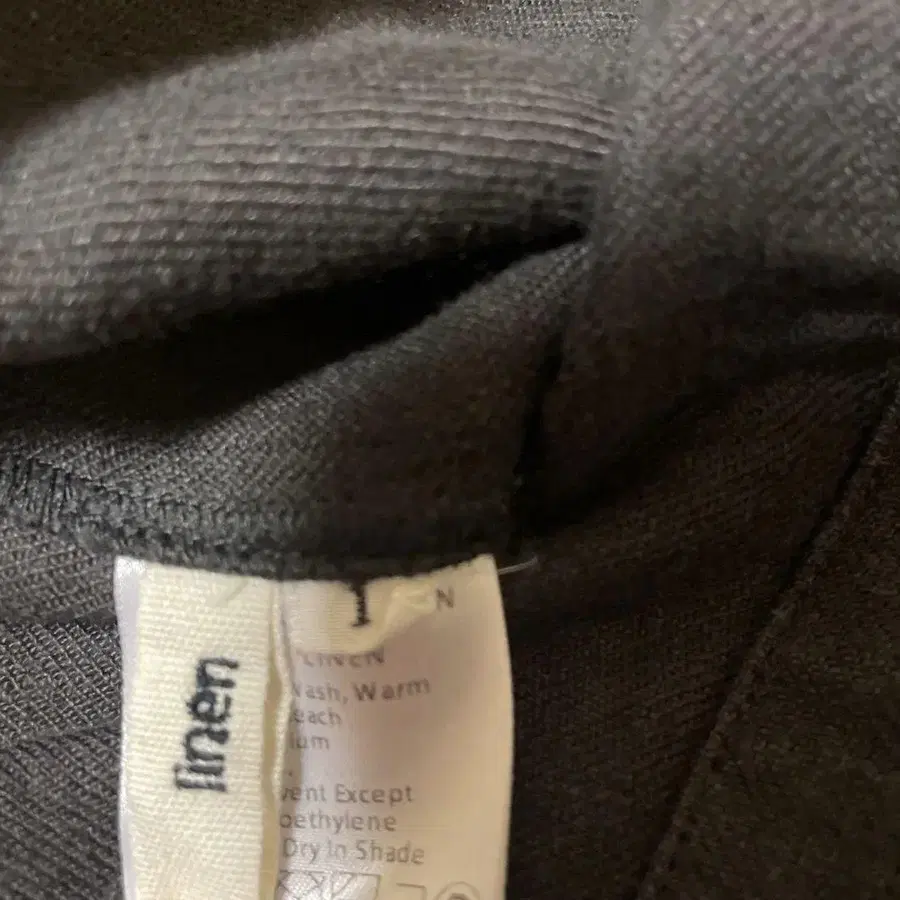 linen
N
LINEN
Wash, Warm
each
ium
vent Except
oethylene
Dry In Shade